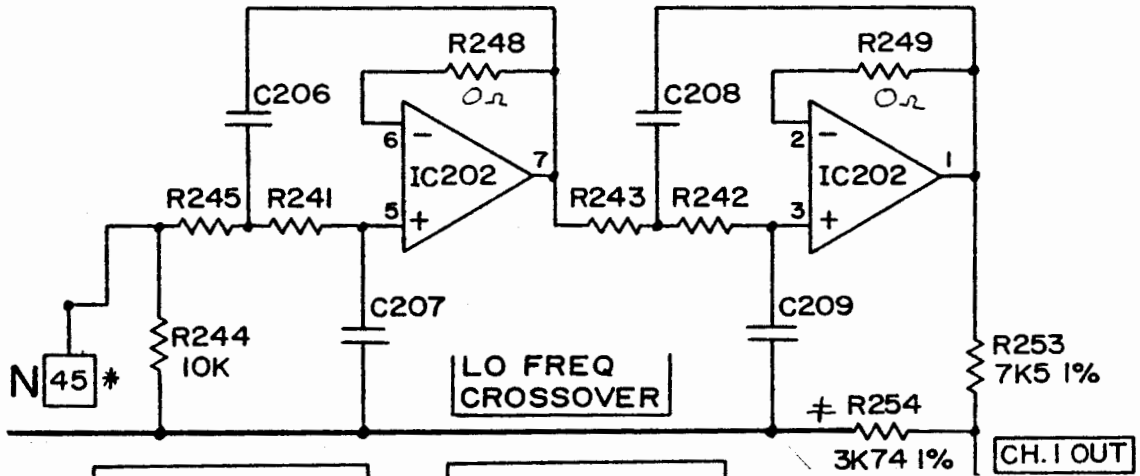 R248
0Ω
R249
0Ω
C206
C208
6
−
7
2
−
1
IC202
IC202
R245
R241
5
+
R243
R242
3
+
C207
C209
R244
10K
N 45 *
LO FREQ
CROSSOVER
R253
7K5 1%
≠ R254
3K74 1%
CH. 1 OUT